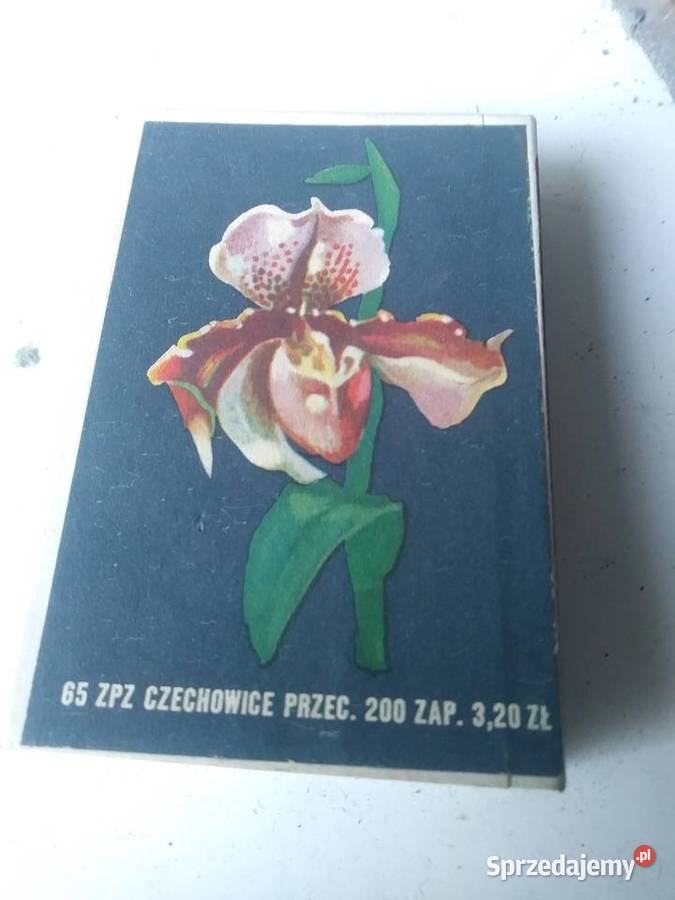 65 ZPZ CZECHOWICE PRZEC. 200 ZAP. 3,20 ZŁ
Sprzedajemy.pl